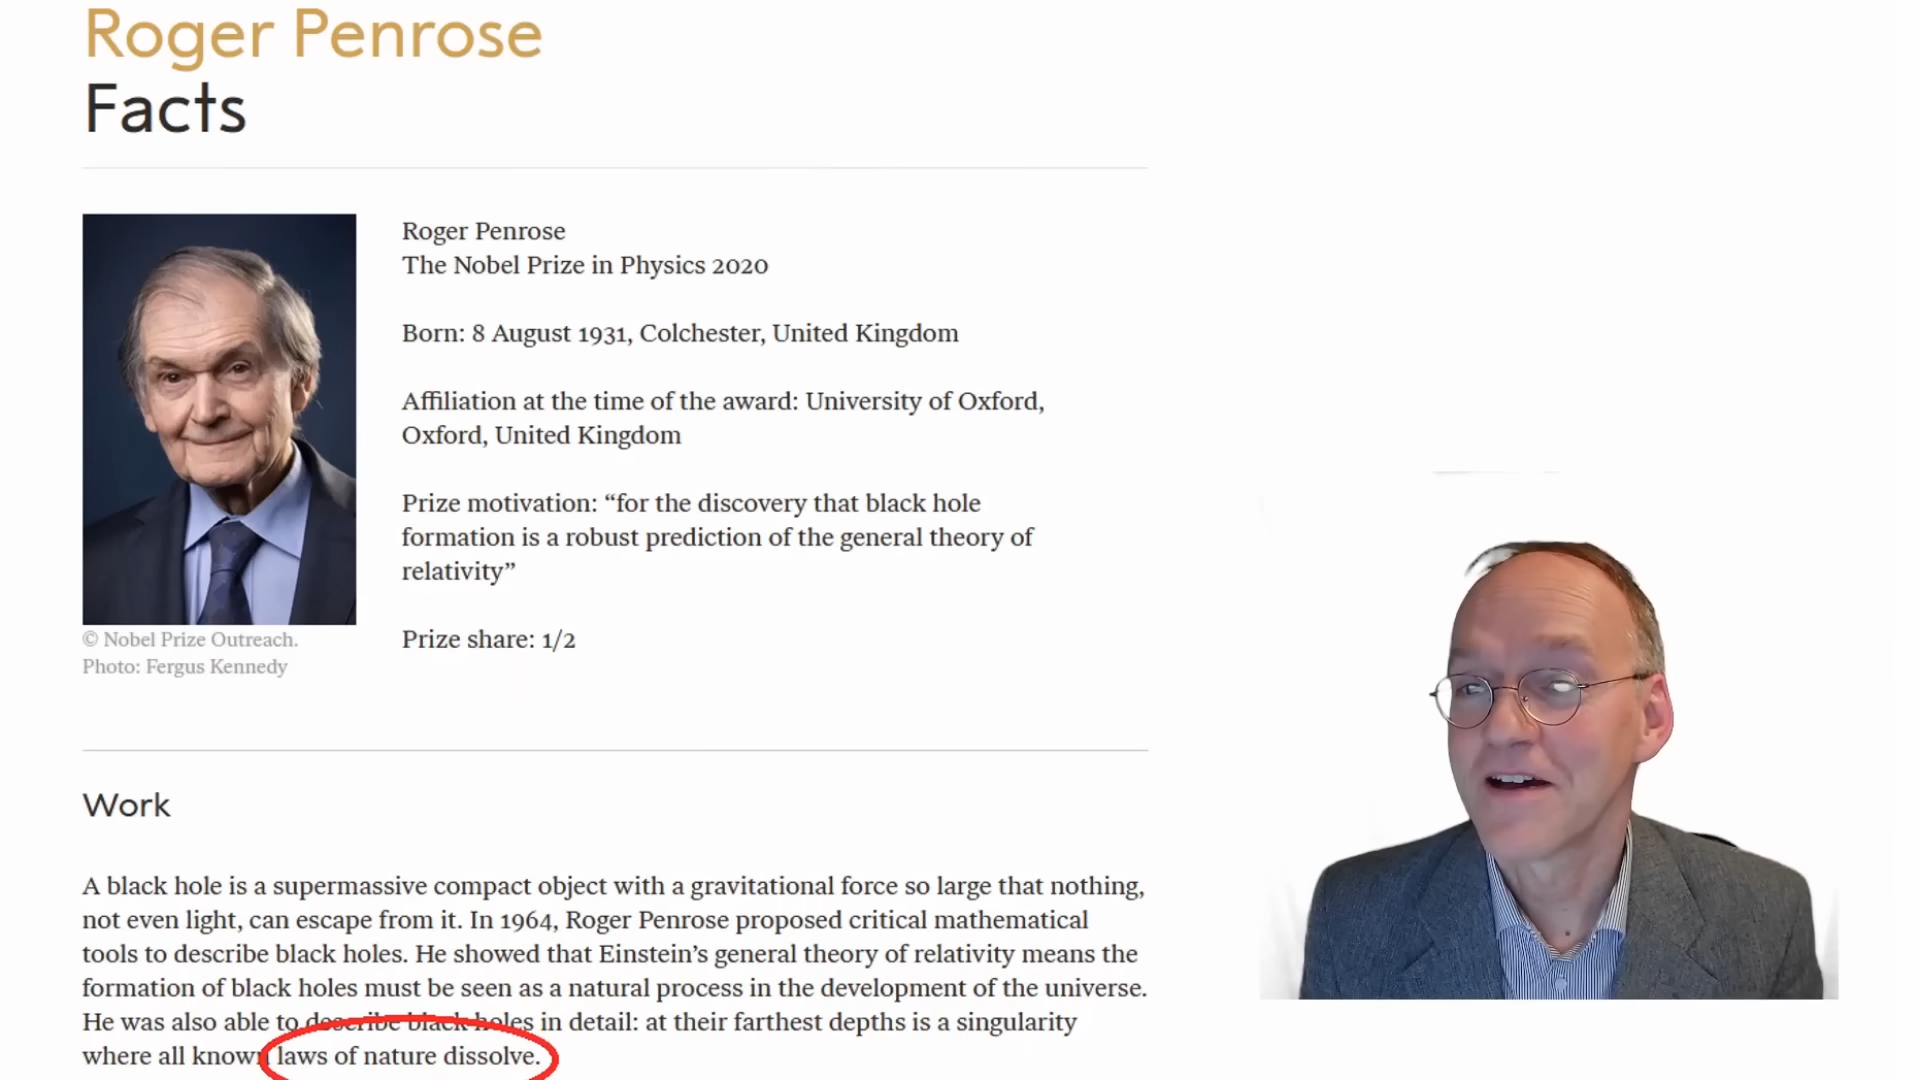 Roger Penrose
Facts
Roger Penrose
The Nobel Prize in Physics 2020
Born: 8 August 1931, Colchester, United Kingdom
Affiliation at the time of the award: University of Oxford,
Oxford, United Kingdom
Prize motivation: “for the discovery that black hole
formation is a robust prediction of the general theory of
relativity”
Prize share: 1/2
© Nobel Prize Outreach.
Photo: Fergus Kennedy
Work
A black hole is a supermassive compact object with a gravitational force so large that nothing,
not even light, can escape from it. In 1964, Roger Penrose proposed critical mathematical
tools to describe black holes. He showed that Einstein’s general theory of relativity means the
formation of black holes must be seen as a natural process in the development of the universe.
He was also able to describe black holes in detail: at their farthest depths is a singularity
where all known laws of nature dissolve.